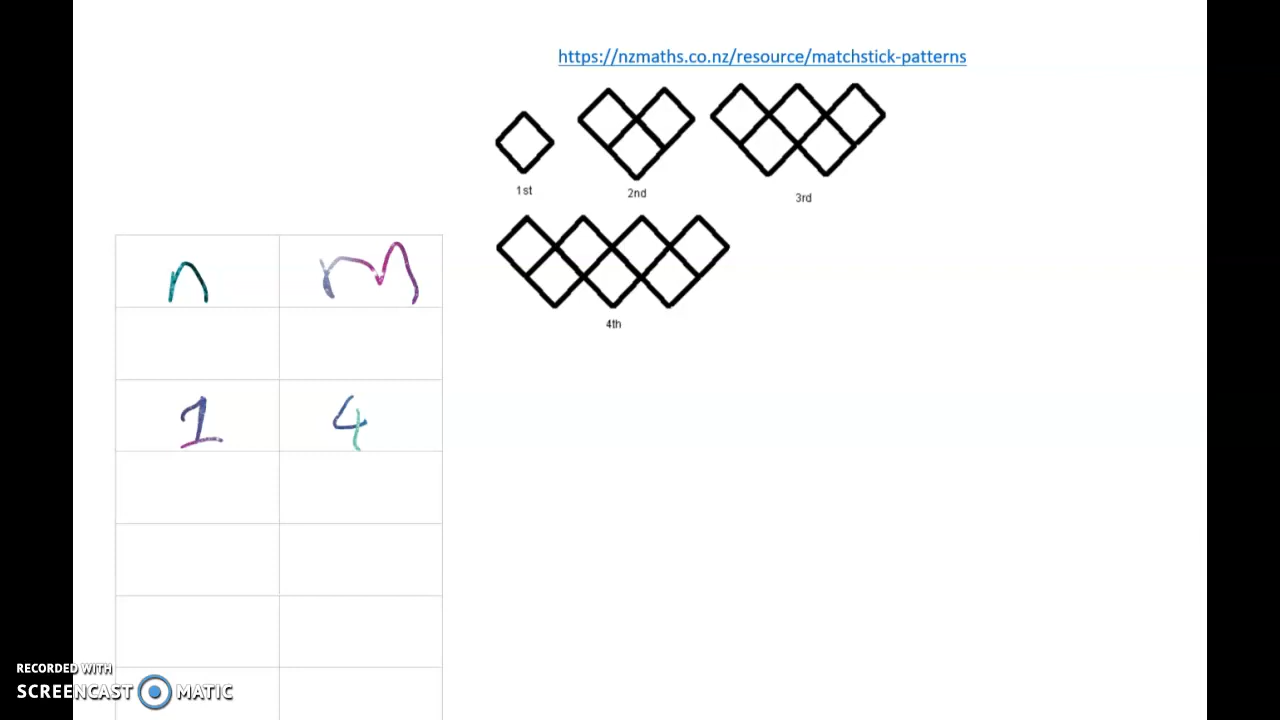 https://nzmaths.co.nz/resource/matchstick-patterns
1st
2nd
3rd
4th
n m
1 4
RECORDED WITH
SCREENCAST MATIC